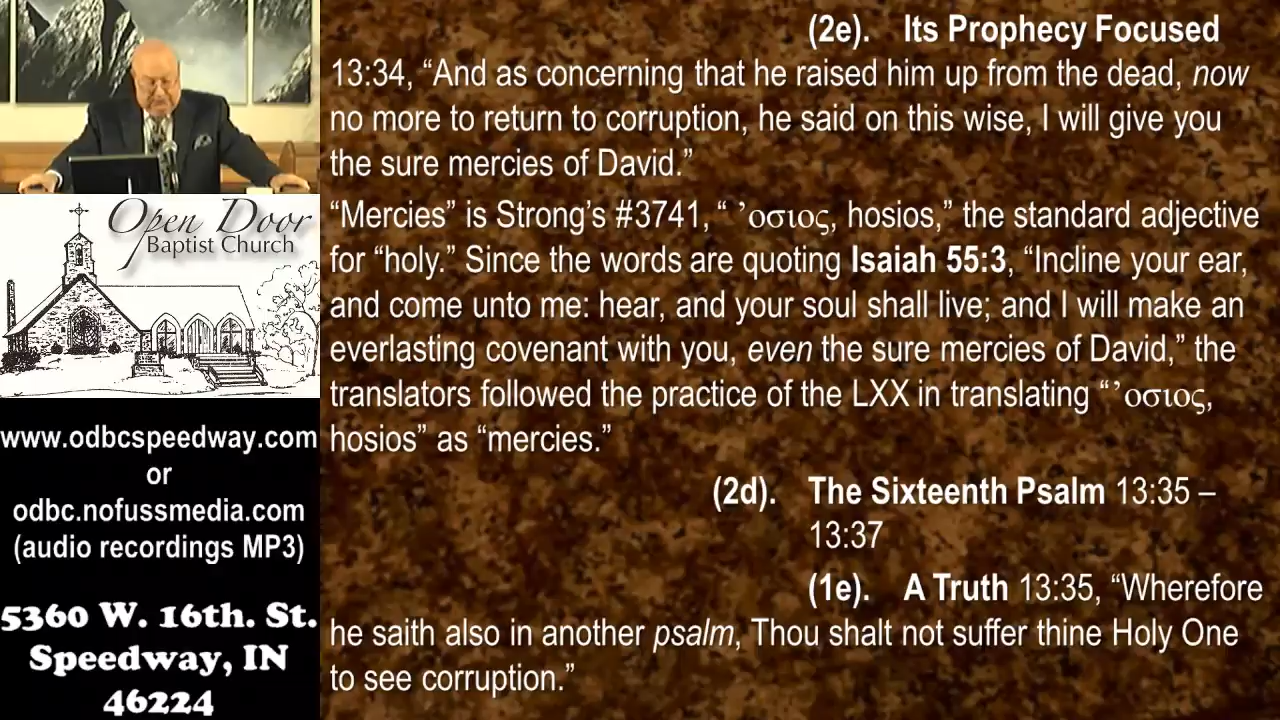 (2e). Its Prophecy Focused
13:34, “And as concerning that he raised him up from the dead, now
no more to return to corruption, he said on this wise, I will give you
the sure mercies of David.”
“Mercies” is Strong’s #3741, “ ’οσιος, hosios,” the standard adjective
for “holy.” Since the words are quoting Isaiah 55:3, “Incline your ear,
and come unto me: hear, and your soul shall live; and I will make an
everlasting covenant with you, even the sure mercies of David,” the
translators followed the practice of the LXX in translating “’οσιος,
hosios” as “mercies.”
(2d). The Sixteenth Psalm 13:35 –
13:37
(1e). A Truth 13:35, “Wherefore
he saith also in another psalm, Thou shalt not suffer thine Holy One
to see corruption.”
Open Door
Baptist Church
www.odbcspeedway.com
or
odbc.nofussmedia.com
(audio recordings MP3)
5360 W. 16th. St.
Speedway, IN
46224